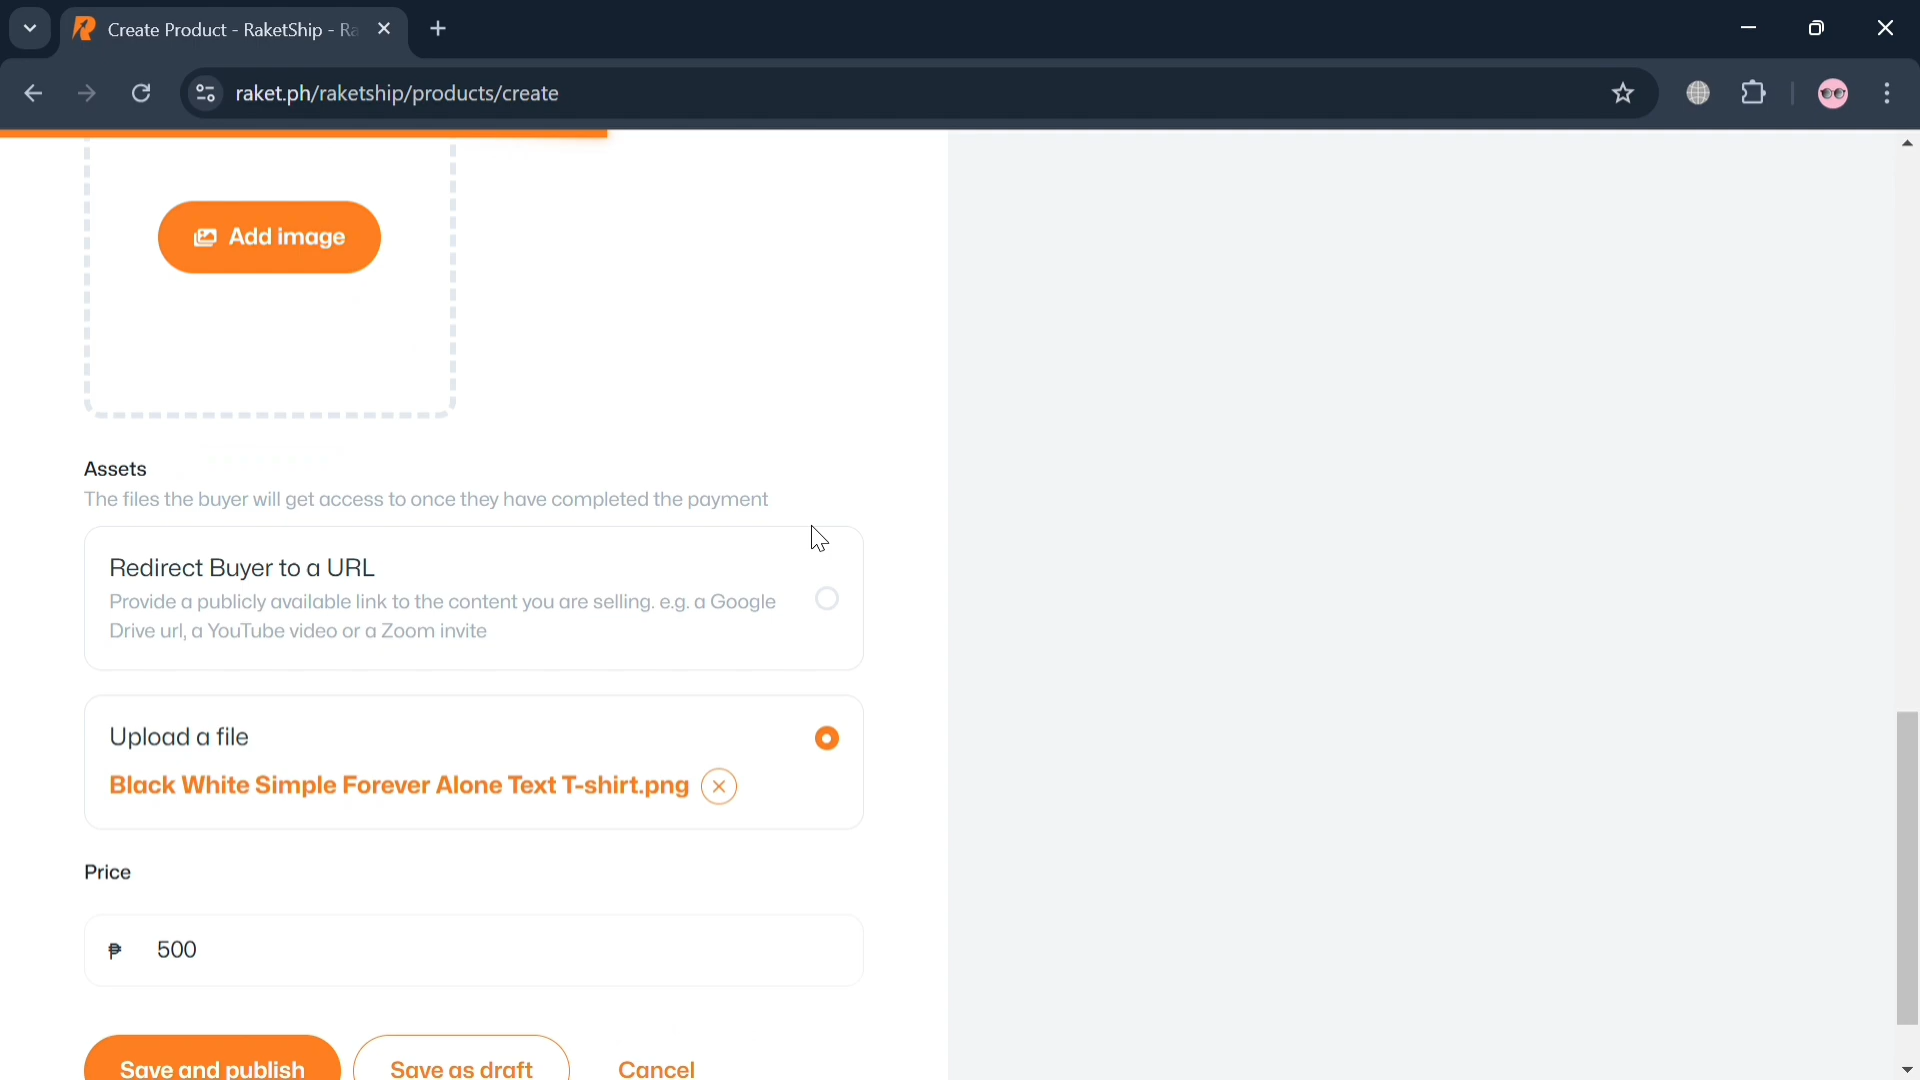 Create Product - RaketShip - Ra
raket.ph/raketship/products/create
Add image
Assets
The files the buyer will get access to once they have completed the payment
Redirect Buyer to a URL
Provide a publicly available link to the content you are selling. e.g. a Google
Drive url, a YouTube video or a Zoom invite
Upload a file
Black White Simple Forever Alone Text T-shirt.png
Price
₱ 500
Save and publish Save as draft Cancel